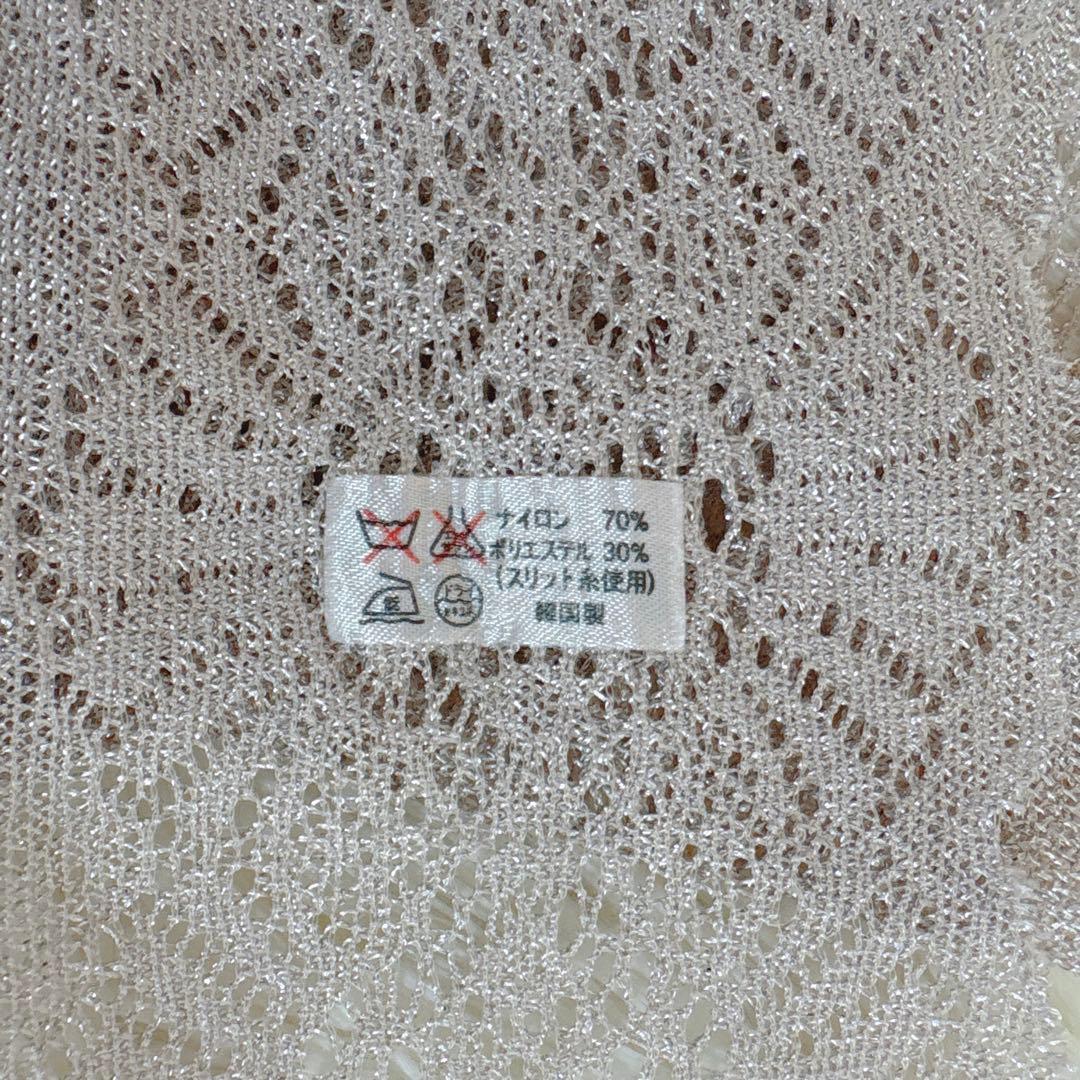 ナイロン 70%
ポリエステル 30%
(スリット糸使用)
韓国製